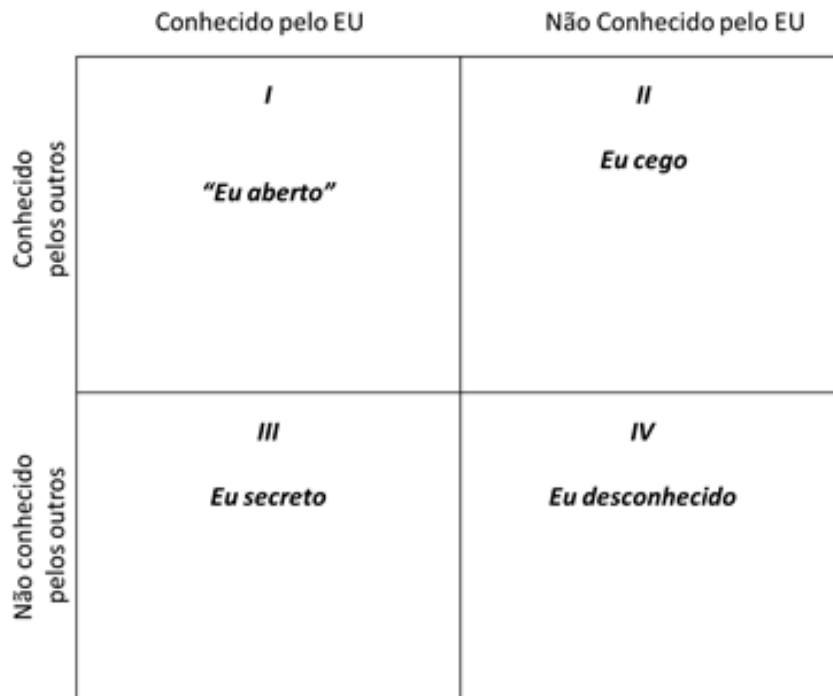 Conhecido pelo EU
Não Conhecido pelo EU
Conhecido
pelos outros
I
"Eu aberto"
II
Eu cego
Não conhecido
pelos outros
III
Eu secreto
IV
Eu desconhecido